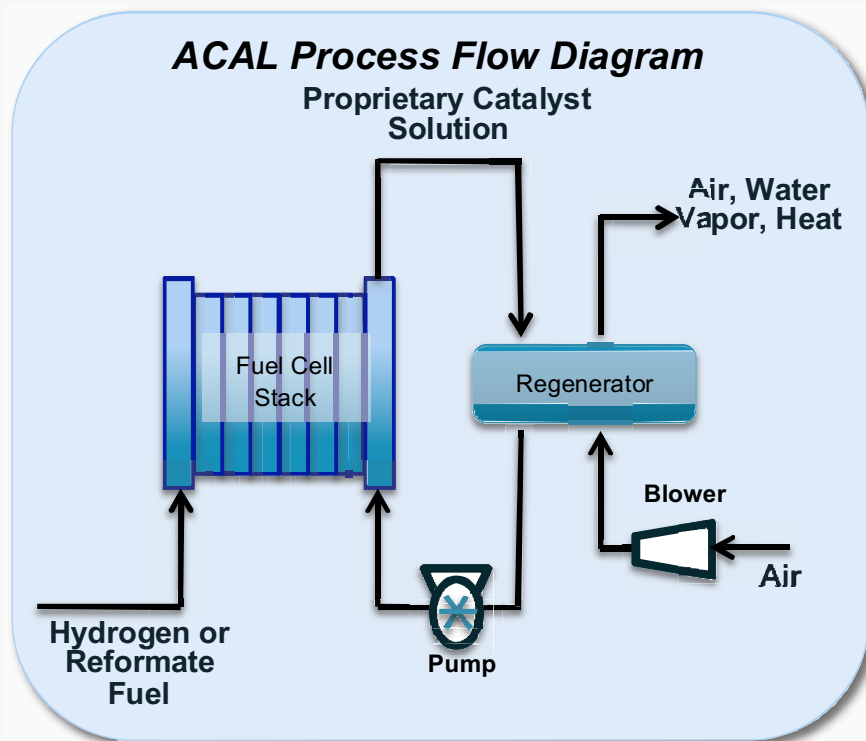 ACAL Process Flow Diagram
Proprietary Catalyst
Solution
Air, Water
Vapor, Heat
Fuel Cell
Stack
Regenerator
Blower
Air
Hydrogen or
Reformate
Fuel
Pump